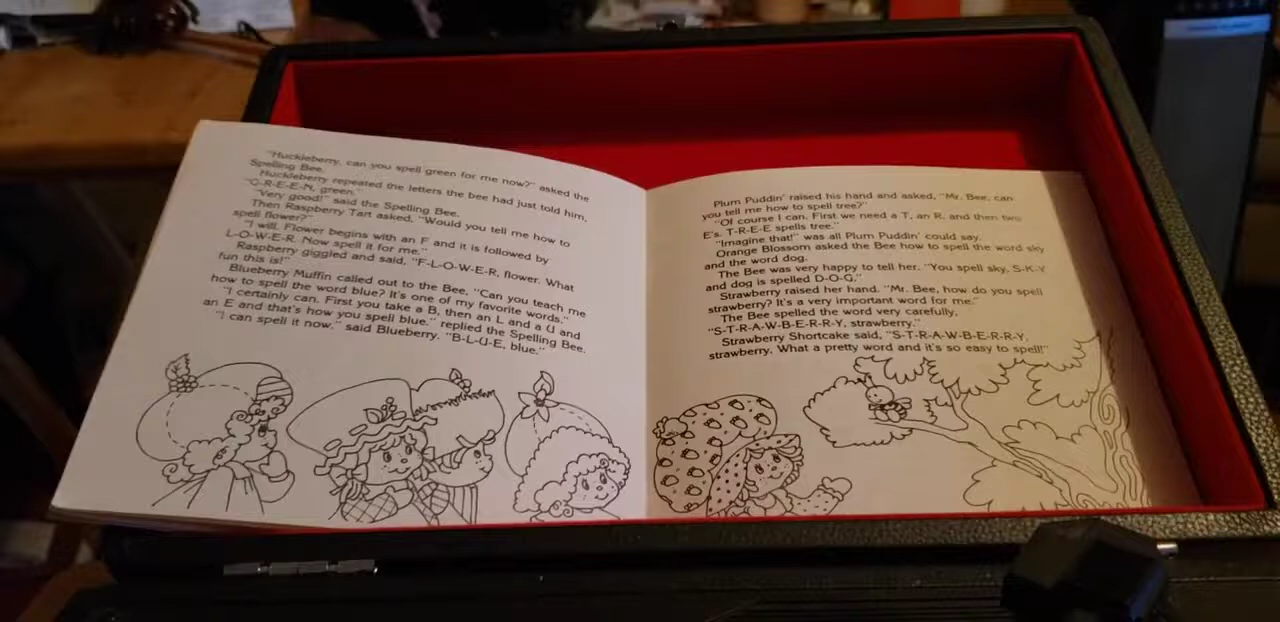 "Huckleberry, can you spell green for me now?" asked the
Spelling Bee.
Huckleberry repeated the letters the bee had just told him,
"G-R-E-E-N, green."
"Very good!" said the Spelling Bee.
Then Raspberry Tart asked, "Would you tell me how to
spell flower?"
"I will. Flower begins with an F and it is followed by
L-O-W-E-R. Now spell it for me."
Raspberry giggled and said, "F-L-O-W-E-R, flower. What
fun this is!"
Blueberry Muffin called out to the Bee, "Can you teach me
how to spell the word blue? It's one of my favorite words."
"I certainly can. First you take a B, then an L and a U and
an E and that's how you spell blue." replied the Spelling Bee.
"I can spell it now," said Blueberry. "B-L-U-E, blue."
Plum Puddin' raised his hand and asked, "Mr. Bee, can
you tell me how to spell tree?"
"Of course I can. First we need a T, an R, and then two
E's. T-R-E-E spells tree."
"Imagine that!" was all Plum Puddin' could say.
Orange Blossom asked the Bee how to spell the word sky
and the word dog.
The Bee was very happy to tell her. "You spell sky, S-K-Y
and dog is spelled D-O-G."
Strawberry raised her hand. "Mr. Bee, how do you spell
strawberry? It's a very important word for me."
The Bee spelled the word very carefully,
"S-T-R-A-W-B-E-R-R-Y, strawberry."
Strawberry Shortcake said, "S-T-R-A-W-B-E-R-R-Y,
strawberry. What a pretty word and it's so easy to spell!"